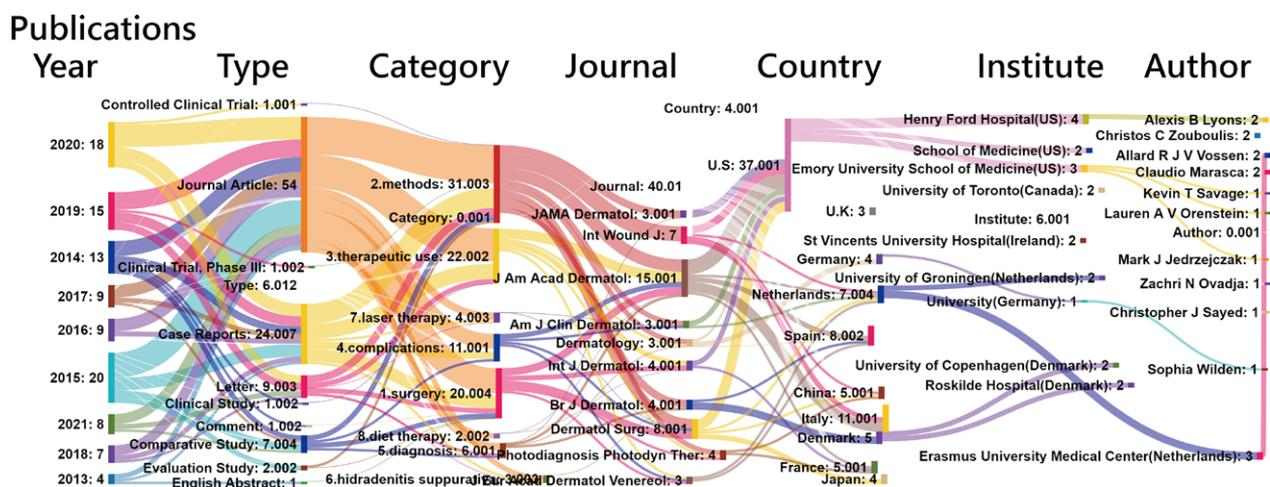 Publications
Year Type Category Journal Country Institute Author
Controlled Clinical Trial: 1.001
2020: 18
Journal Article: 54
2019: 15
2014: 13
Clinical Trial, Phase III: 1.002
Type: 6.012
2017: 9
2016: 9
Case Reports: 24.007
2015: 20
Letter: 9.003
Clinical Study: 1.002
2021: 8
Comment: 1.002
Comparative Study: 7.004
2018: 7
Evaluation Study: 2.002
2013: 4
English Abstract: 1
2.methods: 31.003
Category: 0.001
3.therapeutic use: 22.002
7.laser therapy: 4.003
4.complications: 11.001
1.surgery: 20.004
8.diet therapy: 2.002
5.diagnosis: 6.001
6.hidradenitis suppurativa: 3.003
Journal: 40.01
JAMA Dermatol: 3.001
Int Wound J: 7
J Am Acad Dermatol: 15.001
Am J Clin Dermatol: 3.001
Dermatology: 3.001
Int J Dermatol: 4.001
Br J Dermatol: 4.001
Dermatol Surg: 8.001
Photodiagnosis Photodyn Ther: 4
J Eur Acad Dermatol Venereol: 3
Country: 4.001
U.S: 37.001
U.K: 3
Germany: 4
Netherlands: 7.004
Spain: 8.002
China: 5.001
Italy: 11.001
Denmark: 5
France: 5.001
Japan: 4
Henry Ford Hospital(US): 4
School of Medicine(US): 2
Emory University School of Medicine(US): 3
University of Toronto(Canada): 2
Institute: 6.001
St Vincents University Hospital(Ireland): 2
University of Groningen(Netherlands): 2
University(Germany): 1
University of Copenhagen(Denmark): 2
Roskilde Hospital(Denmark): 2
Erasmus University Medical Center(Netherlands): 3
Alexis B Lyons: 2
Christos C Zouboulis: 2
Allard R J V Vossen: 2
Claudio Marasca: 2
Kevin T Savage: 1
Lauren A V Orenstein: 1
Author: 0.001
Mark J Jedrzejczak: 1
Zachri N Ovadja: 1
Christopher J Sayed: 1
Sophia Wilden: 1